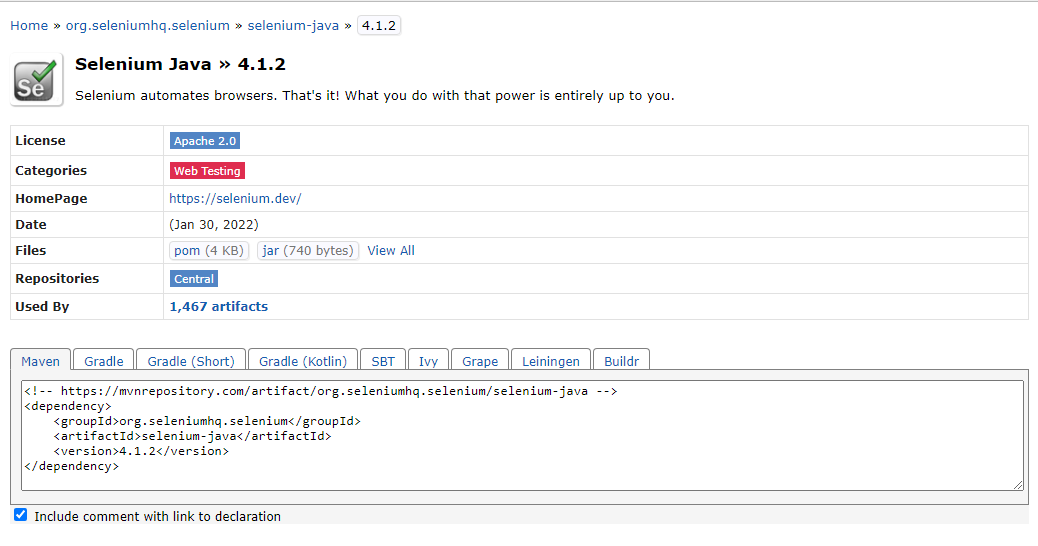 Home » org.seleniumhq.selenium » selenium-java » 4.1.2
Se
Selenium Java » 4.1.2
Selenium automates browsers. That's it! What you do with that power is entirely up to you.
License Apache 2.0
Categories Web Testing
HomePage https://selenium.dev/
Date (Jan 30, 2022)
Files pom (4 KB) jar (740 bytes) View All
Repositories Central
Used By 1,467 artifacts
Maven Gradle Gradle (Short) Gradle (Kotlin) SBT Ivy Grape Leiningen Buildr
<!-- https://mvnrepository.com/artifact/org.seleniumhq.selenium/selenium-java -->
<dependency>
    <groupId>org.seleniumhq.selenium</groupId>
    <artifactId>selenium-java</artifactId>
    <version>4.1.2</version>
</dependency>
Include comment with link to declaration